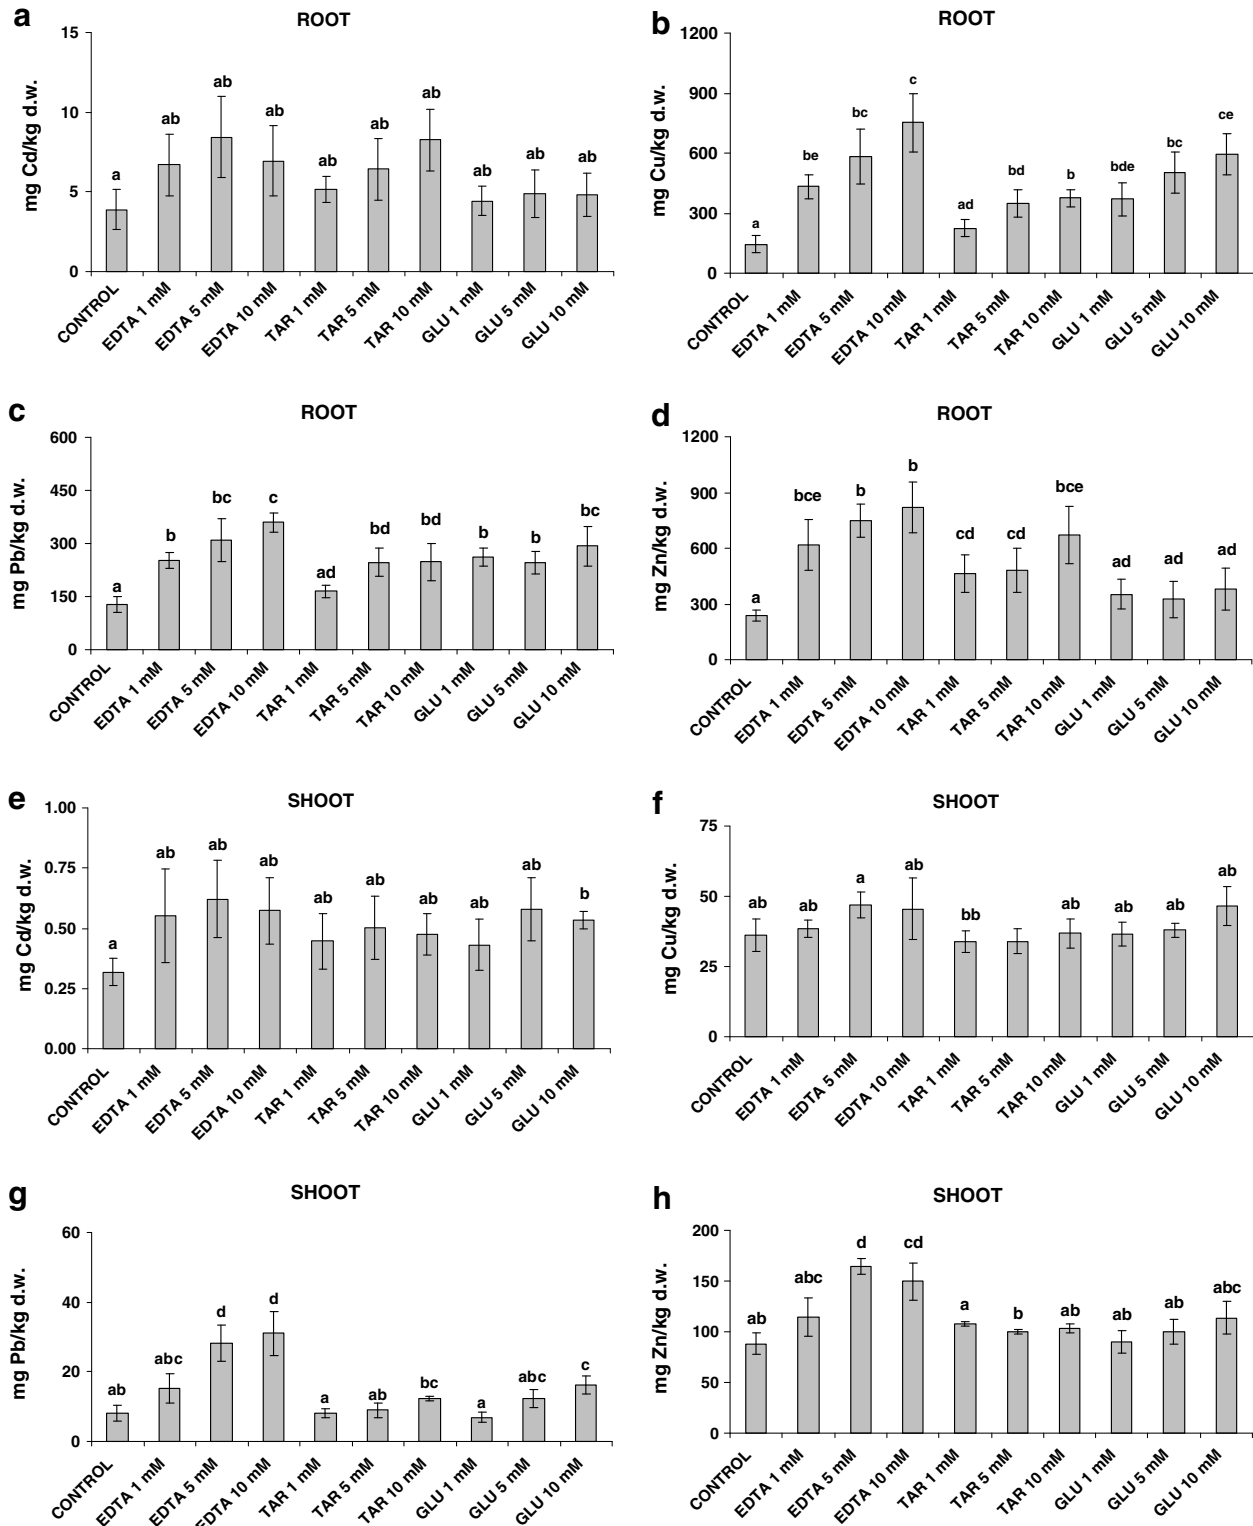 a
ROOT
15
10
5
0
mg Cd/kg d.w.
a
ab
ab
ab
ab
ab
ab
ab
ab
ab
CONTROL
EDTA 1 mM
EDTA 5 mM
EDTA 10 mM
TAR 1 mM
TAR 5 mM
TAR 10 mM
GLU 1 mM
GLU 5 mM
GLU 10 mM
b
ROOT
1200
900
600
300
0
mg Cu/kg d.w.
a
be
bc
c
ad
bd
b
bde
bc
ce
CONTROL
EDTA 1 mM
EDTA 5 mM
EDTA 10 mM
TAR 1 mM
TAR 5 mM
TAR 10 mM
GLU 1 mM
GLU 5 mM
GLU 10 mM
c
ROOT
600
450
300
150
0
mg Pb/kg d.w.
a
b
bc
c
ad
bd
bd
b
b
bc
CONTROL
EDTA 1 mM
EDTA 5 mM
EDTA 10 mM
TAR 1 mM
TAR 5 mM
TAR 10 mM
GLU 1 mM
GLU 5 mM
GLU 10 mM
d
ROOT
1200
900
600
300
0
mg Zn/kg d.w.
a
bce
b
b
cd
cd
bce
ad
ad
ad
CONTROL
EDTA 1 mM
EDTA 5 mM
EDTA 10 mM
TAR 1 mM
TAR 5 mM
TAR 10 mM
GLU 1 mM
GLU 5 mM
GLU 10 mM
e
SHOOT
1.00
0.75
0.50
0.25
0.00
mg Cd/kg d.w.
a
ab
ab
ab
ab
ab
ab
ab
ab
b
CONTROL
EDTA 1 mM
EDTA 5 mM
EDTA 10 mM
TAR 1 mM
TAR 5 mM
TAR 10 mM
GLU 1 mM
GLU 5 mM
GLU 10 mM
f
SHOOT
75
50
25
0
mg Cu/kg d.w.
ab
ab
a
ab
bb
ab
ab
ab
ab
ab
CONTROL
EDTA 1 mM
EDTA 5 mM
EDTA 10 mM
TAR 1 mM
TAR 5 mM
TAR 10 mM
GLU 1 mM
GLU 5 mM
GLU 10 mM
g
SHOOT
60
40
20
0
mg Pb/kg d.w.
ab
abc
d
d
a
ab
bc
a
abc
c
CONTROL
EDTA 1 mM
EDTA 5 mM
EDTA 10 mM
TAR 1 mM
TAR 5 mM
TAR 10 mM
GLU 1 mM
GLU 5 mM
GLU 10 mM
h
SHOOT
200
150
100
50
0
mg Zn/kg d.w.
ab
abc
d
cd
a
b
ab
ab
ab
abc
CONTROL
EDTA 1 mM
EDTA 5 mM
EDTA 10 mM
TAR 1 mM
TAR 5 mM
TAR 10 mM
GLU 1 mM
GLU 5 mM
GLU 10 mM